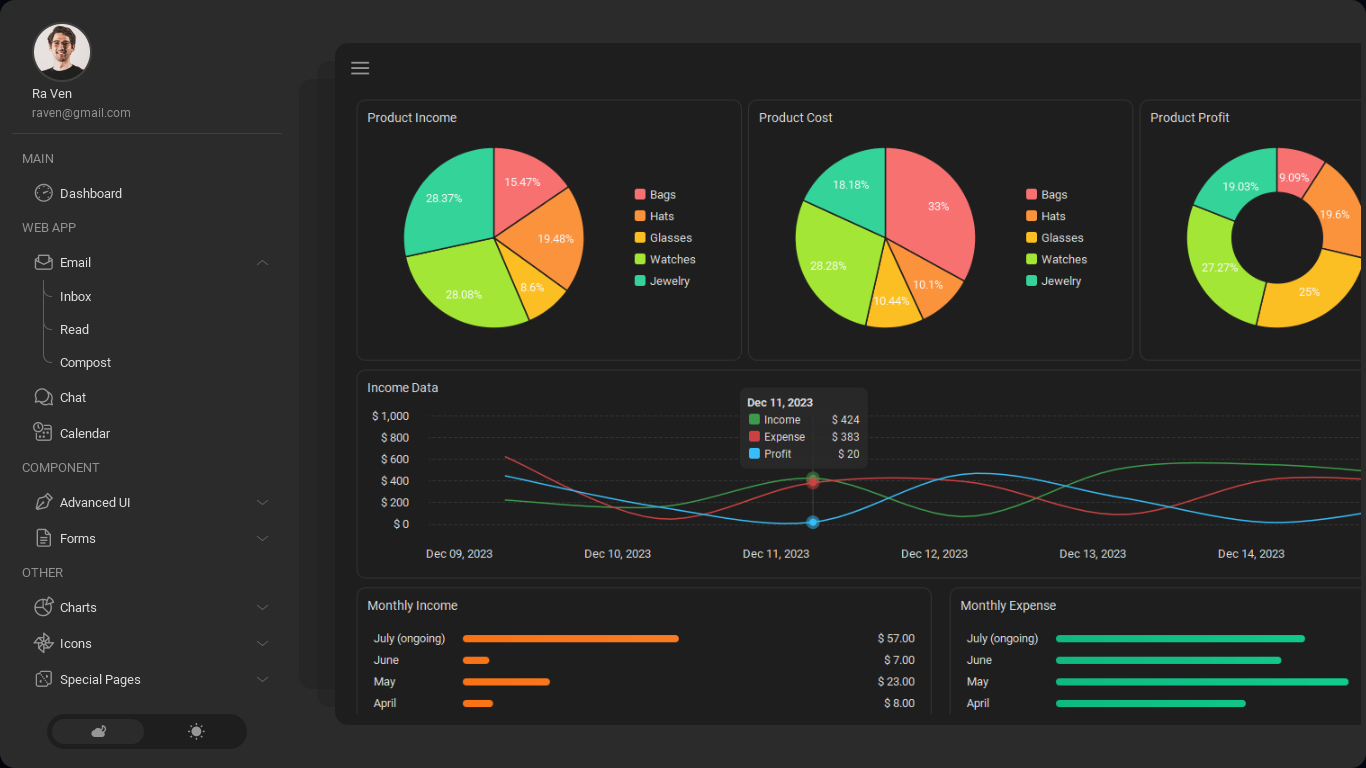 Ra Ven
raven@gmail.com
MAIN
Dashboard
WEB APP
Email
Inbox
Read
Compost
Chat
Calendar
COMPONENT
Advanced UI
Forms
OTHER
Charts
Icons
Special Pages
Product Income
15.47%
28.37%
19.48%
8.6%
28.08%
Bags
Hats
Glasses
Watches
Jewelry
Product Cost
18.18%
33%
28.28%
10.1%
10.44%
Bags
Hats
Glasses
Watches
Jewelry
Product Profit
9.09%
19.03%
19.6%
27.27%
25%
Income Data
$ 1,000
$ 800
$ 600
$ 400
$ 200
$ 0
Dec 11, 2023
Income $ 424
Expense $ 383
Profit $ 20
Dec 09, 2023 Dec 10, 2023 Dec 11, 2023 Dec 12, 2023 Dec 13, 2023 Dec 14, 2023
Monthly Income
July (ongoing) $ 57.00
June $ 7.00
May $ 23.00
April $ 8.00
Monthly Expense
July (ongoing)
June
May
April